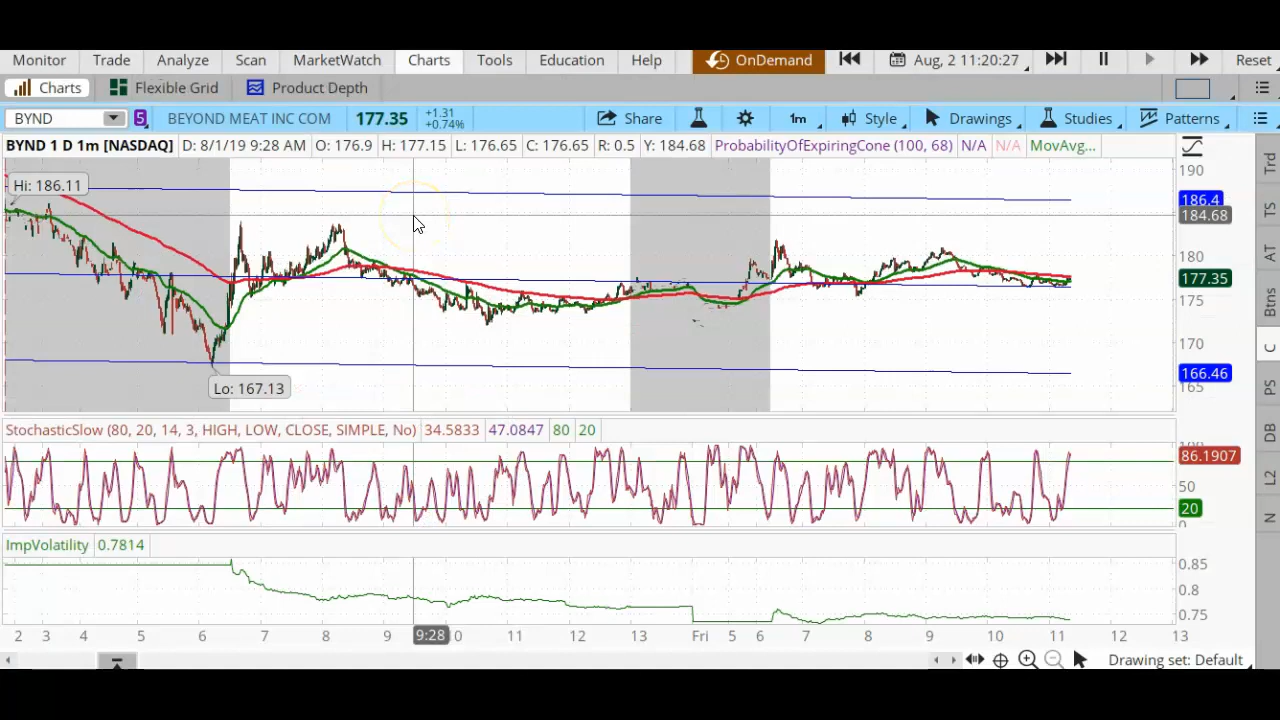 Monitor Trade Analyze Scan MarketWatch Charts Tools Education Help OnDemand Aug, 2 11:20:27 Reset
Charts Flexible Grid Product Depth
BYND 5 BEYOND MEAT INC COM 177.35 +1.31 +0.74% Share 1m Style Drawings Studies Patterns
BYND 1 D 1m [NASDAQ] D: 8/1/19 9:28 AM O: 176.9 H: 177.15 L: 176.65 C: 176.65 R: 0.5 Y: 184.68 ProbabilityOfExpiringCone (100, 68) N/A N/A MovAvg...
190
Hi: 186.11
186.4
184.68
180
177.35
175
170
166.46
Lo: 167.13
165
StochasticSlow (80, 20, 14, 3, HIGH, LOW, CLOSE, SIMPLE, No) 34.5833 47.0847 80 20
86.1907
50
20
ImpVolatility 0.7814
0.85
0.8
0.75
2 3 4 5 6 7 8 9 9:28 0 11 12 13 Fri 5 6 7 8 9 10 11 12 13
Drawing set: Default
Trd
TS
AT
Btns
C
PS
DB
L2
N